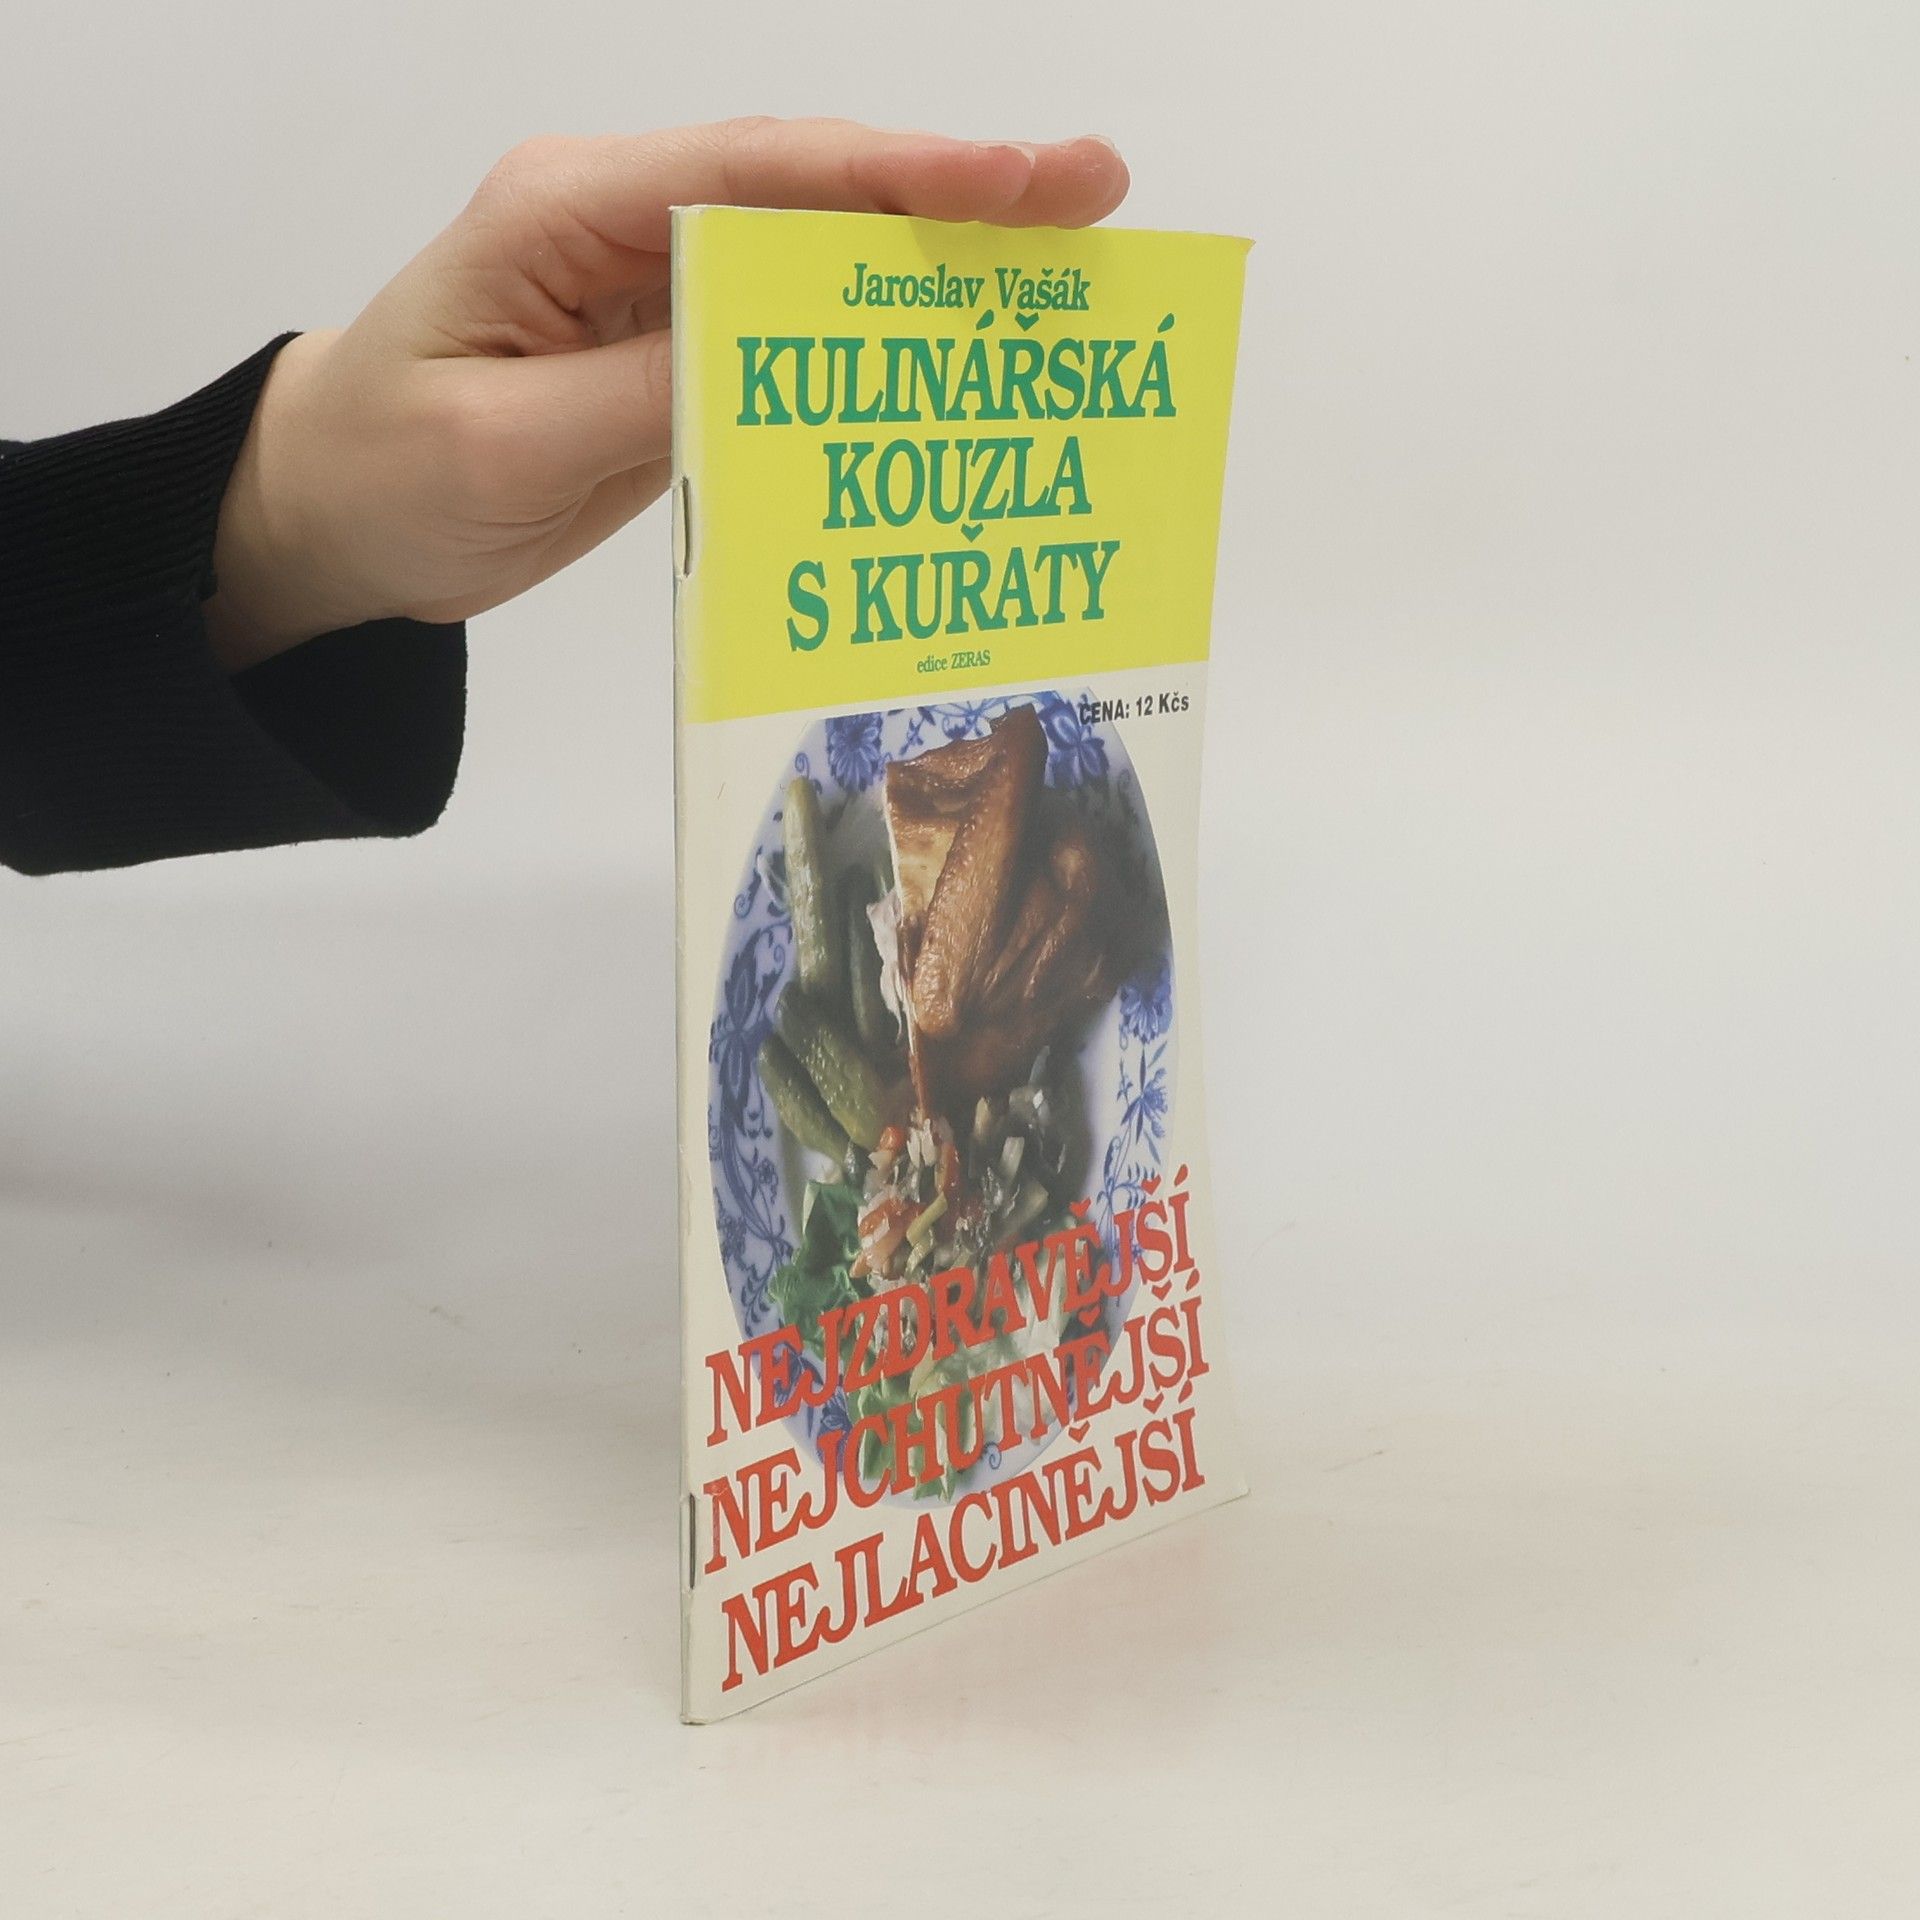 Jaroslav Vašák
KULINÁŘSKÁ
KOUZLA
S KUŘATY
edice ZERAS
CENA: 12 Kčs
NEJZDRAVĚJŠÍ
NEJCHUTNĚJŠÍ
NEJLACINĚJŠÍ